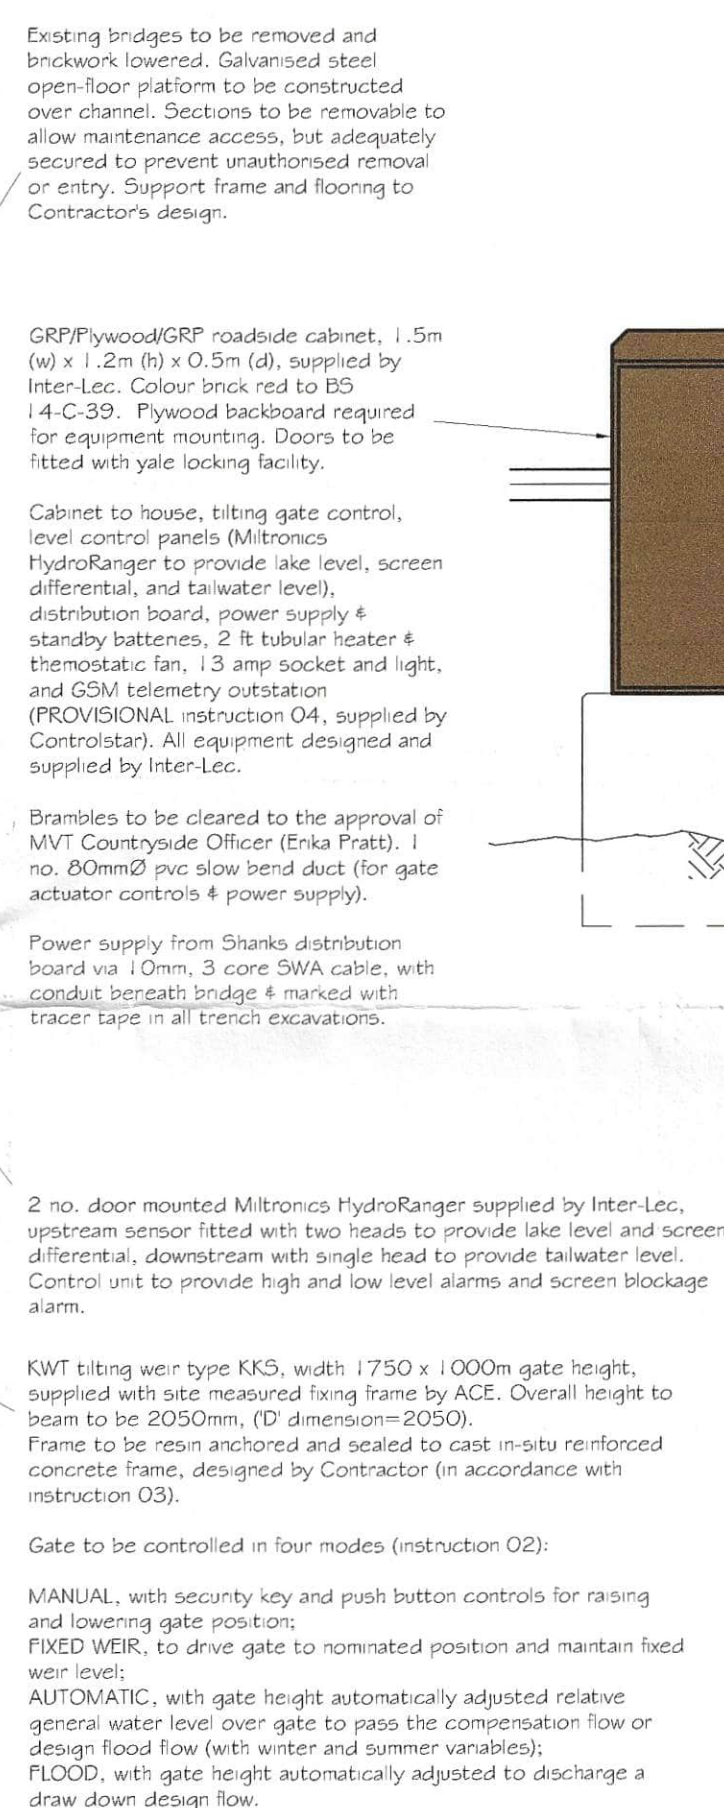 Existing bridges to be removed and
brickwork lowered. Galvanised steel
open-floor platform to be constructed
over channel. Sections to be removable to
allow maintenance access, but adequately
secured to prevent unauthorised removal
or entry. Support frame and flooring to
Contractor's design.
GRP/Plywood/GRP roadside cabinet, 1.5m
(w) x 1.2m (h) x 0.5m (d), supplied by
Inter-Lec. Colour brick red to BS
14-C-39. Plywood backboard required
for equipment mounting. Doors to be
fitted with yale locking facility.
Cabinet to house, tilting gate control,
level control panels (Miltronics
HydroRanger to provide lake level, screen
differential, and tailwater level),
distribution board, power supply &
standby batteries, 2 ft tubular heater &
themostatic fan, 13 amp socket and light,
and GSM telemetry outstation
(PROVISIONAL instruction 04, supplied by
Controlstar). All equipment designed and
supplied by Inter-Lec.
Brambles to be cleared to the approval of
MVT Countryside Officer (Erika Pratt). 1
no. 80mmØ pvc slow bend duct (for gate
actuator controls & power supply).
Power supply from Shanks distribution
board via 10mm, 3 core SWA cable, with
conduit beneath bridge & marked with
tracer tape in all trench excavations.
2 no. door mounted Miltronics HydroRanger supplied by Inter-Lec,
upstream sensor fitted with two heads to provide lake level and screen
differential, downstream with single head to provide tailwater level.
Control unit to provide high and low level alarms and screen blockage
alarm.
KWT tilting weir type KKS, width 1750 x 1000m gate height,
supplied with site measured fixing frame by ACE. Overall height to
beam to be 2050mm, ('D' dimension=2050).
Frame to be resin anchored and sealed to cast in-situ reinforced
concrete frame, designed by Contractor (in accordance with
instruction 03).
Gate to be controlled in four modes (instruction 02):
MANUAL, with security key and push button controls for raising
and lowering gate position;
FIXED WEIR, to drive gate to nominated position and maintain fixed
weir level;
AUTOMATIC, with gate height automatically adjusted relative
general water level over gate to pass the compensation flow or
design flood flow (with winter and summer variables);
FLOOD, with gate height automatically adjusted to discharge a
draw down design flow.